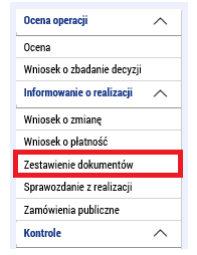 Ocena operacji
Ocena
Wniosek o zbadanie decyzji
Informowanie o realizacji
Wniosek o zmianę
Wniosek o płatność
Zestawienie dokumentów
Sprawozdanie z realizacji
Zamówienia publiczne
Kontrole